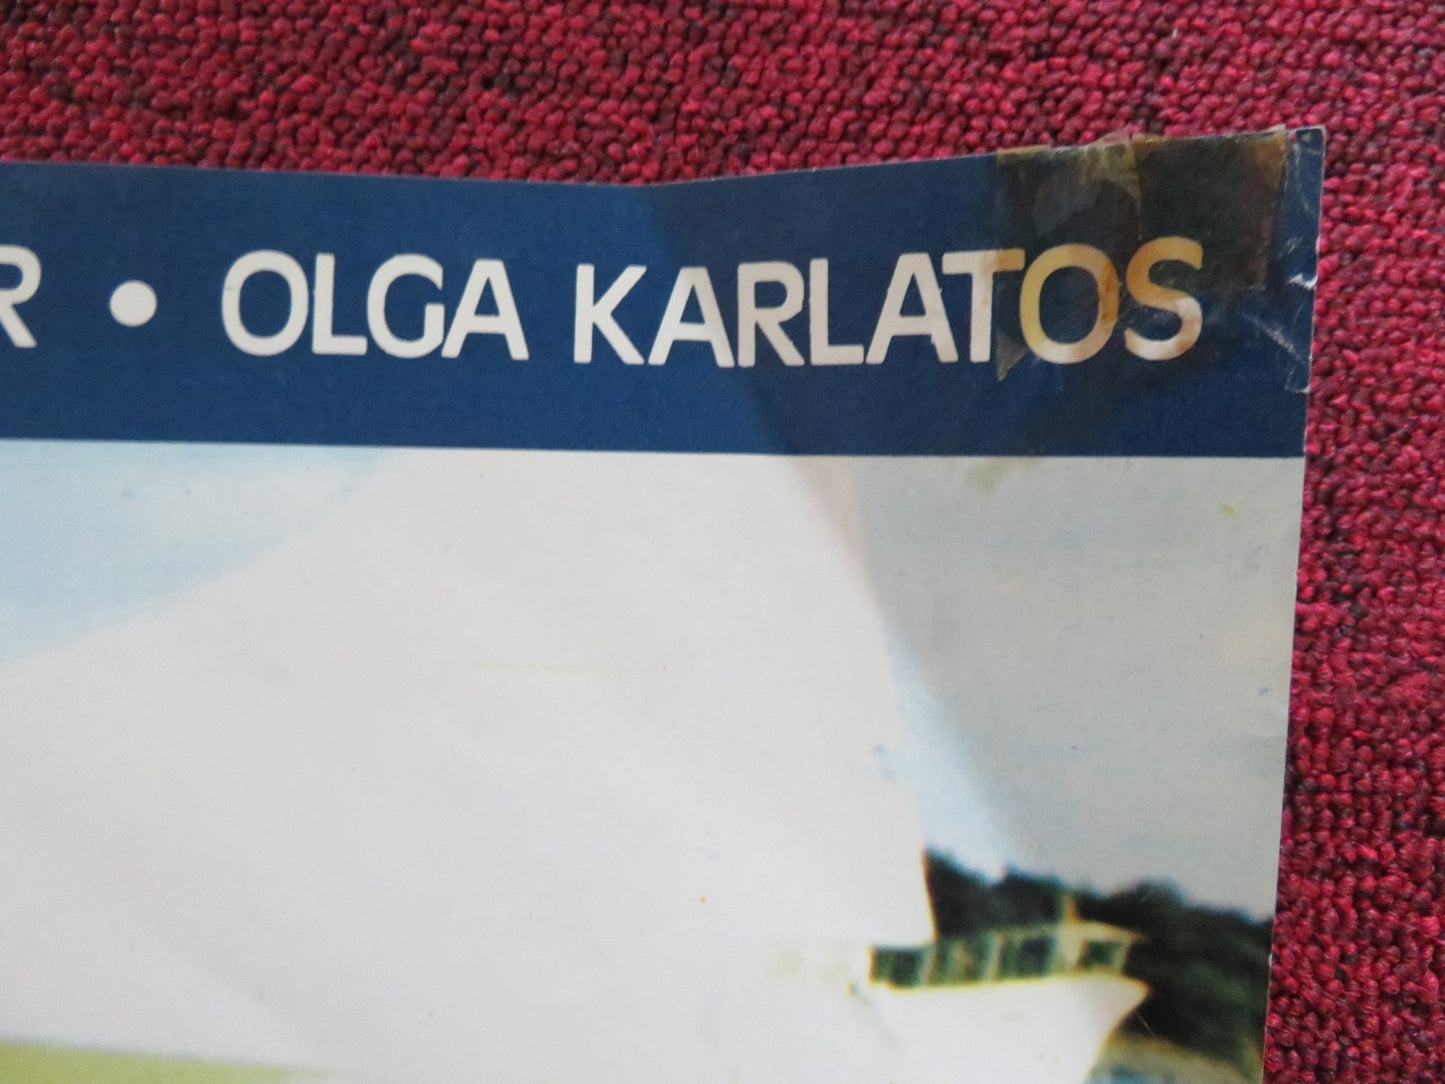 R • OLGA KARLATOS